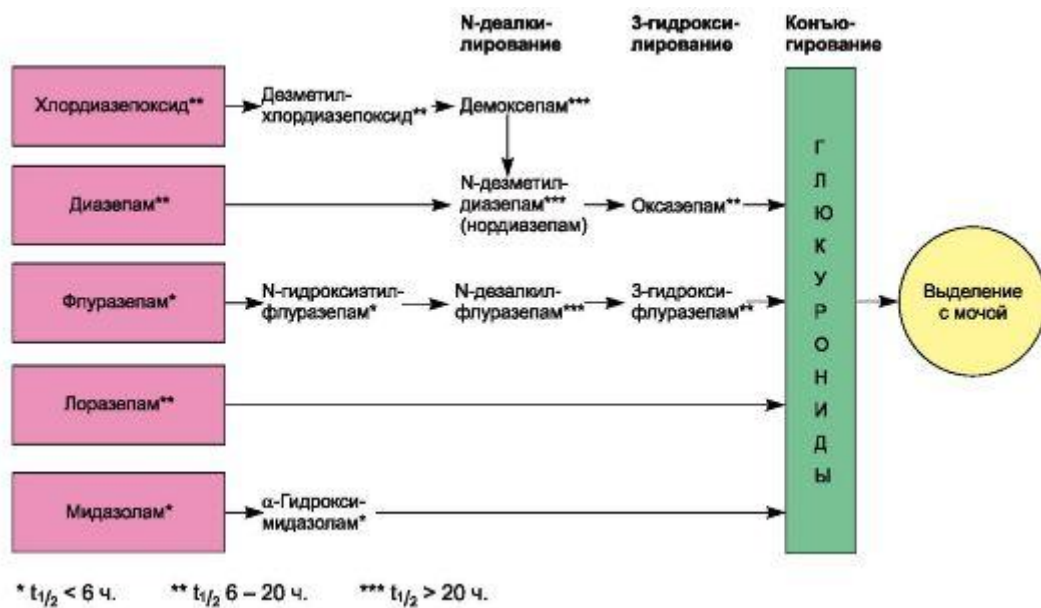 N-деалки-
лирование
3-гидрокси-
лирование
Конъю-
гирование
Хлордиазепоксид**
Дезметил-
хлордиазепоксид**
Демоксепам***
Диазепам**
N-дезметил-
диазепам***
(нордивзепам)
Оксазепам**
Флуразепам*
N-гидроксиэтил-
флуразепам*
N-дезалкил-
флуразепам***
3-гидрокси-
флуразепам**
Лоразепам**
Мидазолам*
α-Гидрокси-
мидазолам*
Г
Л
Ю
К
У
Р
О
Н
И
Д
Ы
Выделение
с мочой
* t1/2 < 6 ч. ** t1/2 6 – 20 ч. *** t1/2 > 20 ч.